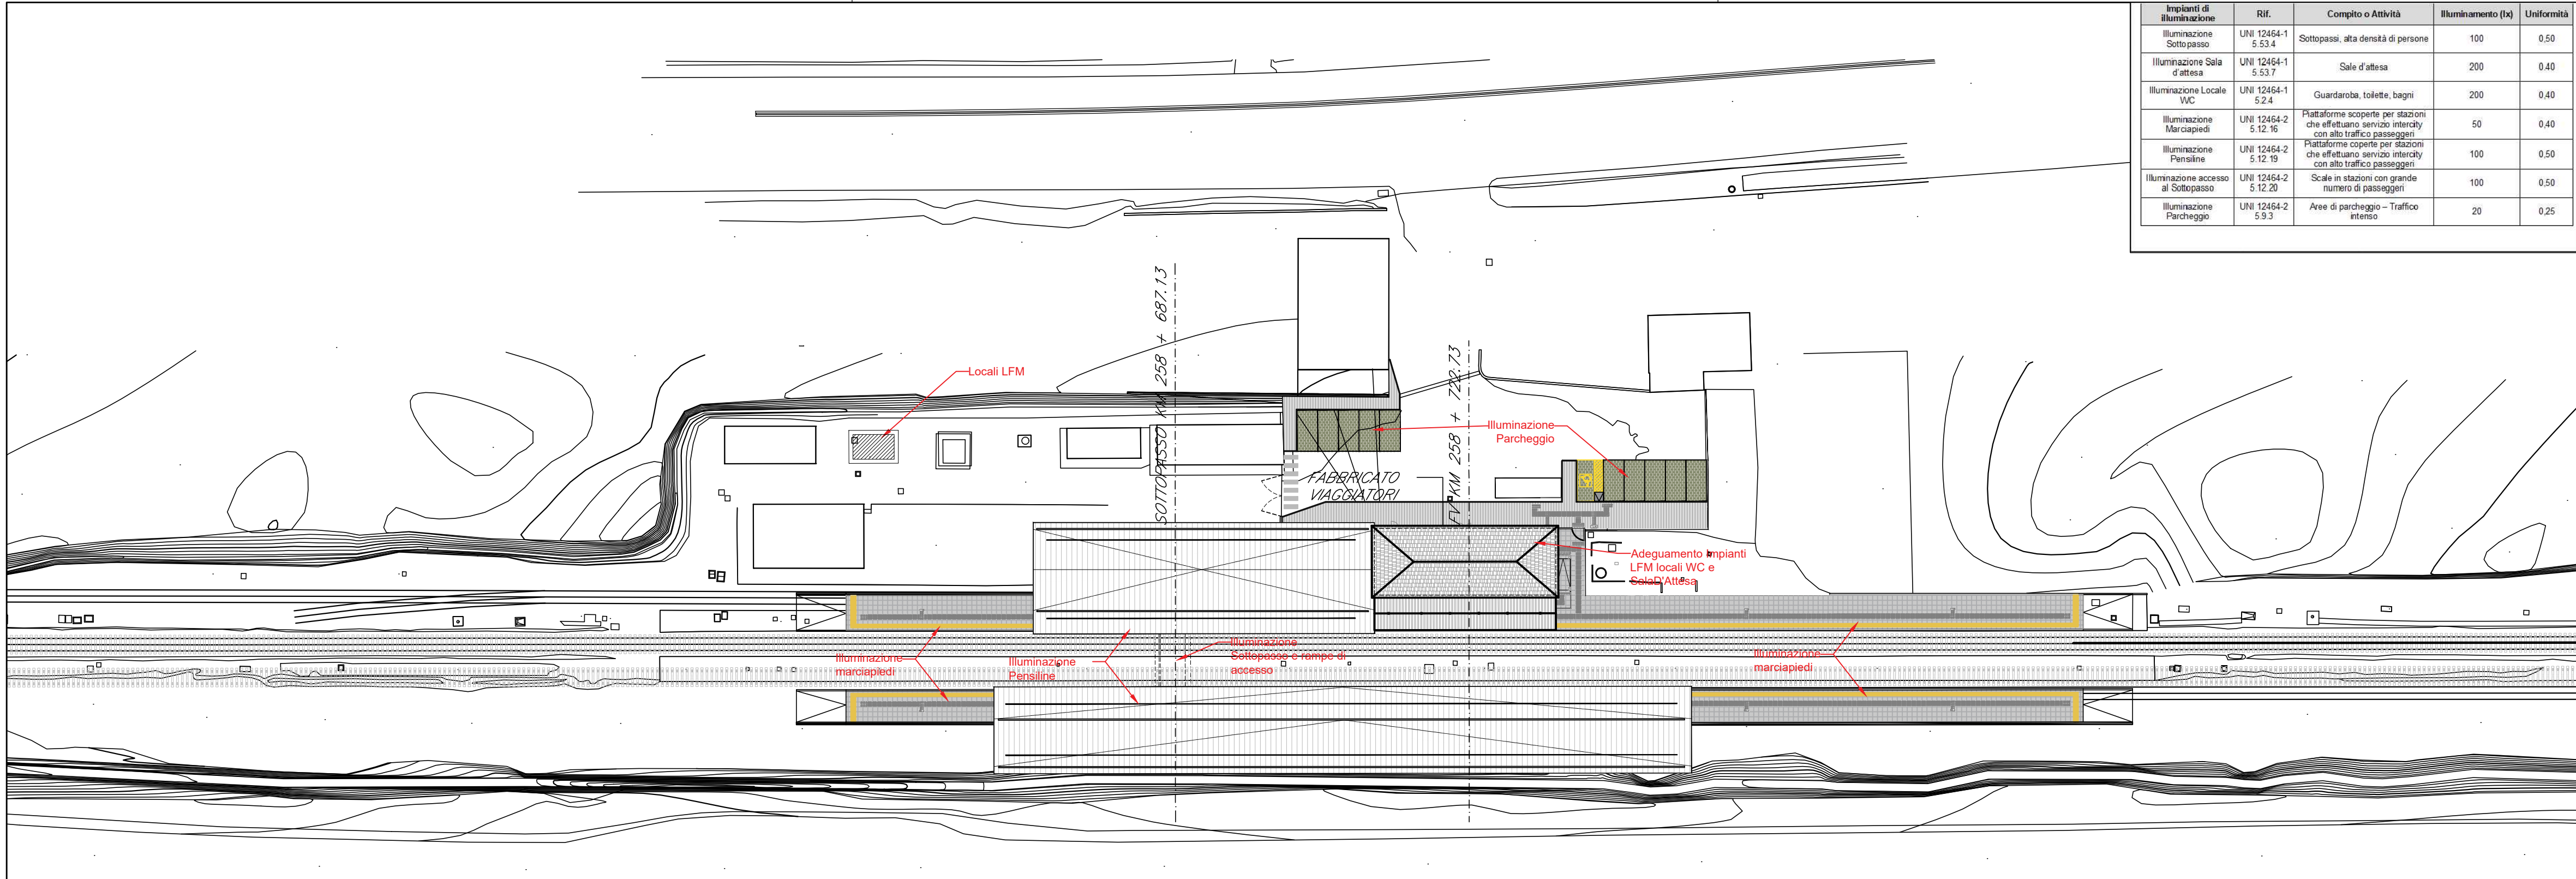 Impianti di
illuminazione
Rif.
Compito o Attività
Illuminamento (lx)
Uniformità
Illuminazione
Sottopasso
UNI 12464-1
5.53.4
Sottopassi, alta densità di persone
100
0,50
Illuminazione Sala
d'attesa
UNI 12464-1
5.53.7
Sale d'attesa
200
0.40
Illuminazione Locale
WC
UNI 12464-1
5.2.4
Guardaroba, toilette, bagni
200
0,40
Illuminazione
Marciapiedi
UNI 12464-2
5.12.16
Piattaforme scoperte per stazioni
che effettuano servizio intercity
con alto traffico passeggeri
50
0,40
Illuminazione
Pensiline
UNI 12464-2
5.12.19
Piattaforme coperte per stazioni
che effettuano servizio intercity
con alto traffico passeggeri
100
0,50
Illuminazione accesso
al Sottopasso
UNI 12464-2
5.12.20
Scale in stazioni con grande
numero di passeggeri
100
0,50
Illuminazione
Parcheggio
UNI 12464-2
5.9.3
Aree di parcheggio – Traffico
intenso
20
0,25
SOTTOPASSO KM 258 + 687.13
FV KM 258 + 722.73
Locali LFM
Illuminazione
Parcheggio
FABBRICATO
VIAGGIATORI
Adeguamento Impianti
LFM locali WC e
SalaD'Attesa
Illuminazione
marciapiedi
Illuminazione
Pensiline
Illuminazione
Sottopasso e rampe di
accesso
Illuminazione
marciapiedi